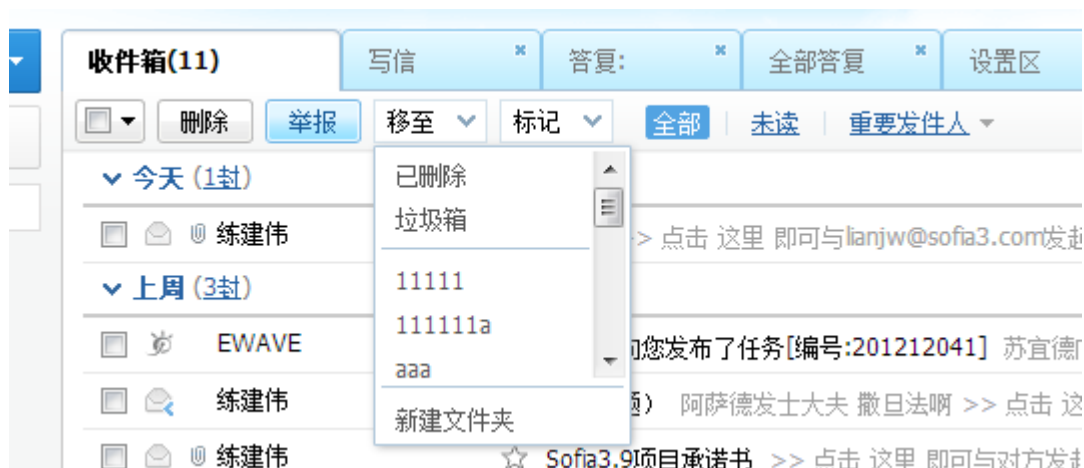 收件箱(11) 写信 答复: 全部答复 设置区
删除 举报 移至 标记 全部 未读 重要发件人
已删除
垃圾箱
11111
111111a
aaa
新建文件夹
今天 (1封)
练建伟 >> 点击 这里 即可与lianjw@sofia3.com发起
上周 (3封)
EWAVE 向您发布了任务[编号:201212041] 苏宜德
练建伟 题) 阿萨德发士大夫 撒旦法啊 >> 点击 这
练建伟 Sofia3.9项目承诺书 >> 点击 这里 即可与对方发起